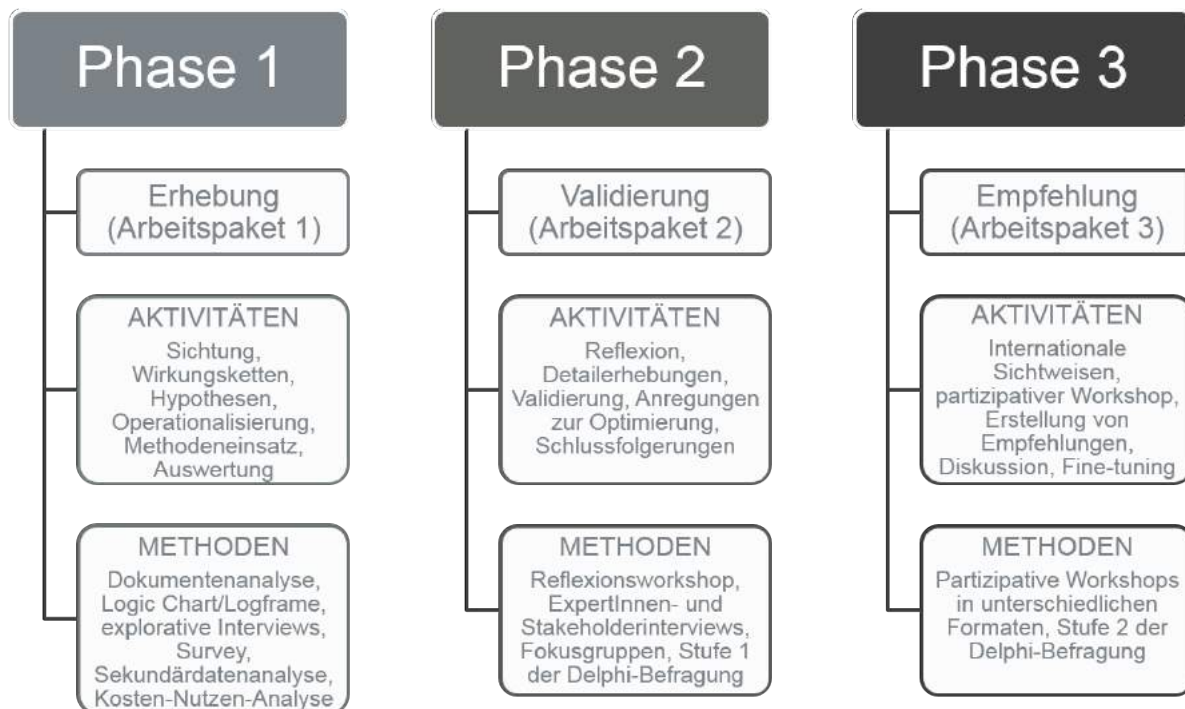 Phase 1
Erhebung
(Arbeitspaket 1)
AKTIVITÄTEN
Sichtung,
Wirkungsketten,
Hypothesen,
Operationalisierung,
Methodeneinsatz,
Auswertung
METHODEN
Dokumentenanalyse,
Logic Chart/Logframe,
explorative Interviews,
Survey,
Sekundärdatenanalyse,
Kosten-Nutzen-Analyse
Phase 2
Validierung
(Arbeitspaket 2)
AKTIVITÄTEN
Reflexion,
Detailerhebungen,
Validierung, Anregungen
zur Optimierung,
Schlussfolgerungen
METHODEN
Reflexionsworkshop,
ExpertInnen- und
Stakeholderinterviews,
Fokusgruppen, Stufe 1
der Delphi-Befragung
Phase 3
Empfehlung
(Arbeitspaket 3)
AKTIVITÄTEN
Internationale
Sichtweisen,
partizipativer Workshop,
Erstellung von
Empfehlungen,
Diskussion, Fine-tuning
METHODEN
Partizipative Workshops
in unterschiedlichen
Formaten, Stufe 2 der
Delphi-Befragung